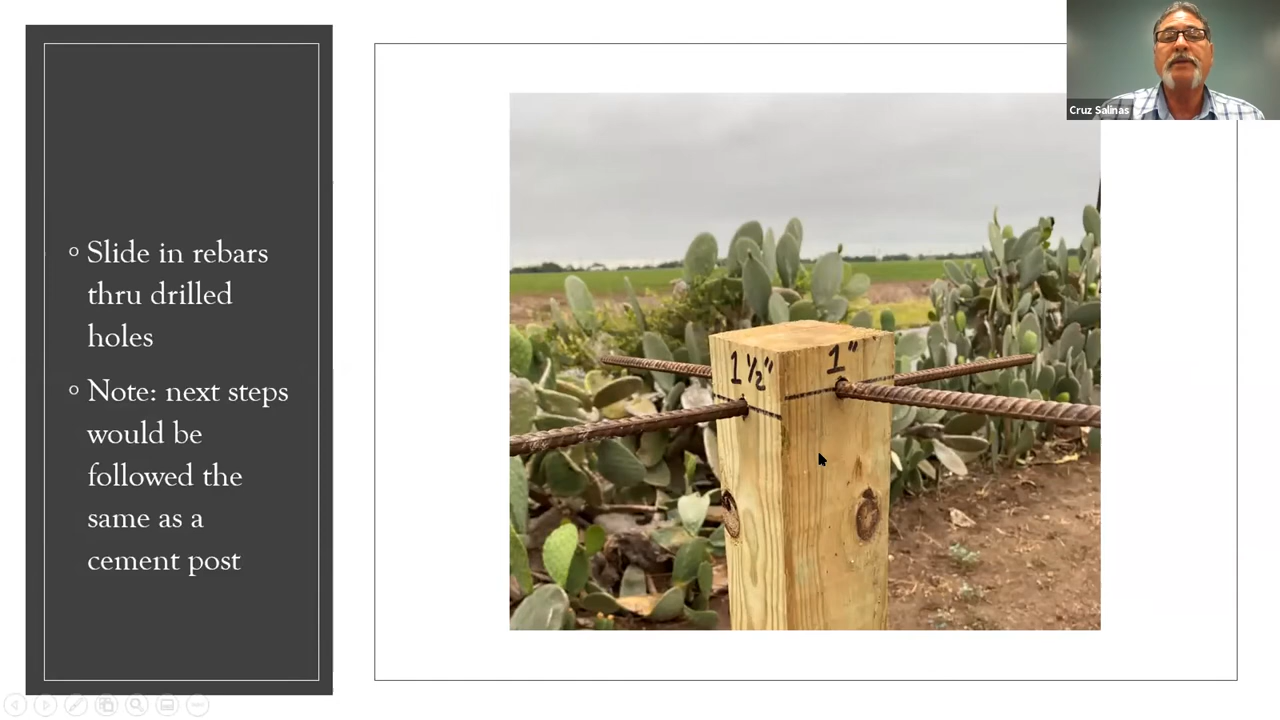 Slide in rebars
thru drilled
holes
Note: next steps
would be
followed the
same as a
cement post
1 ½"
1"
Cruz Salinas